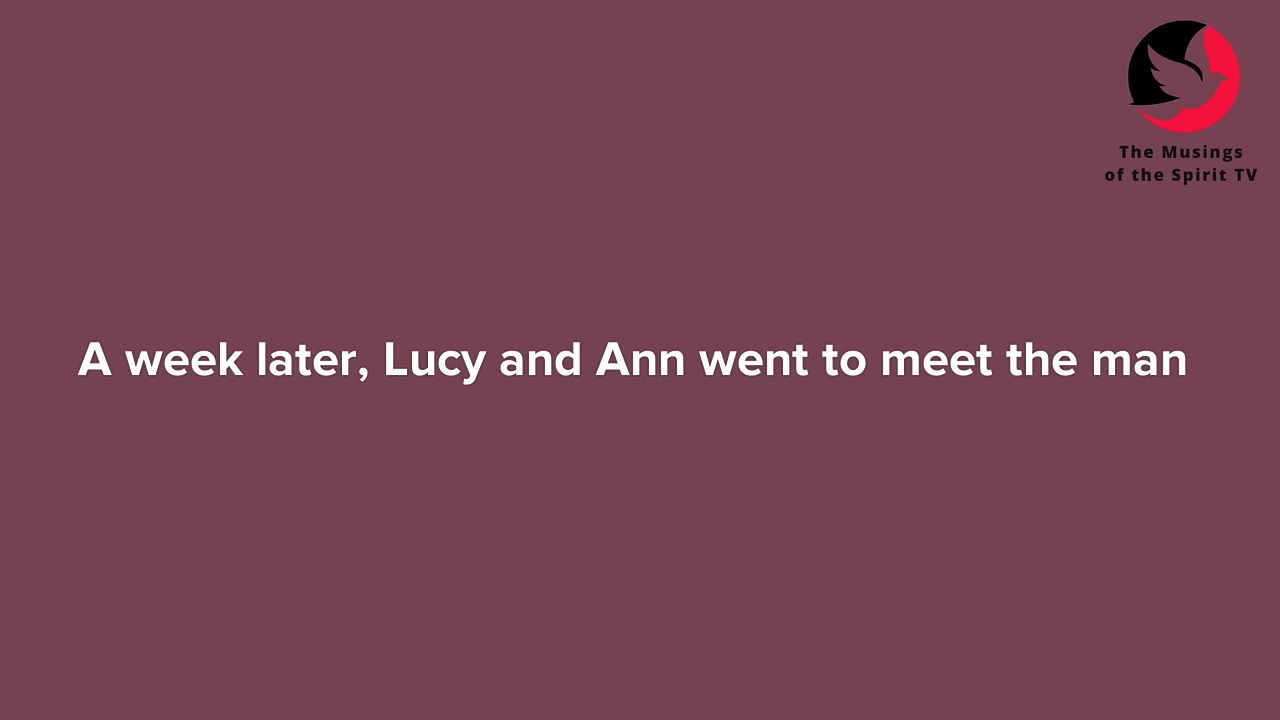 The Musings
of the Spirit TV
A week later, Lucy and Ann went to meet the man